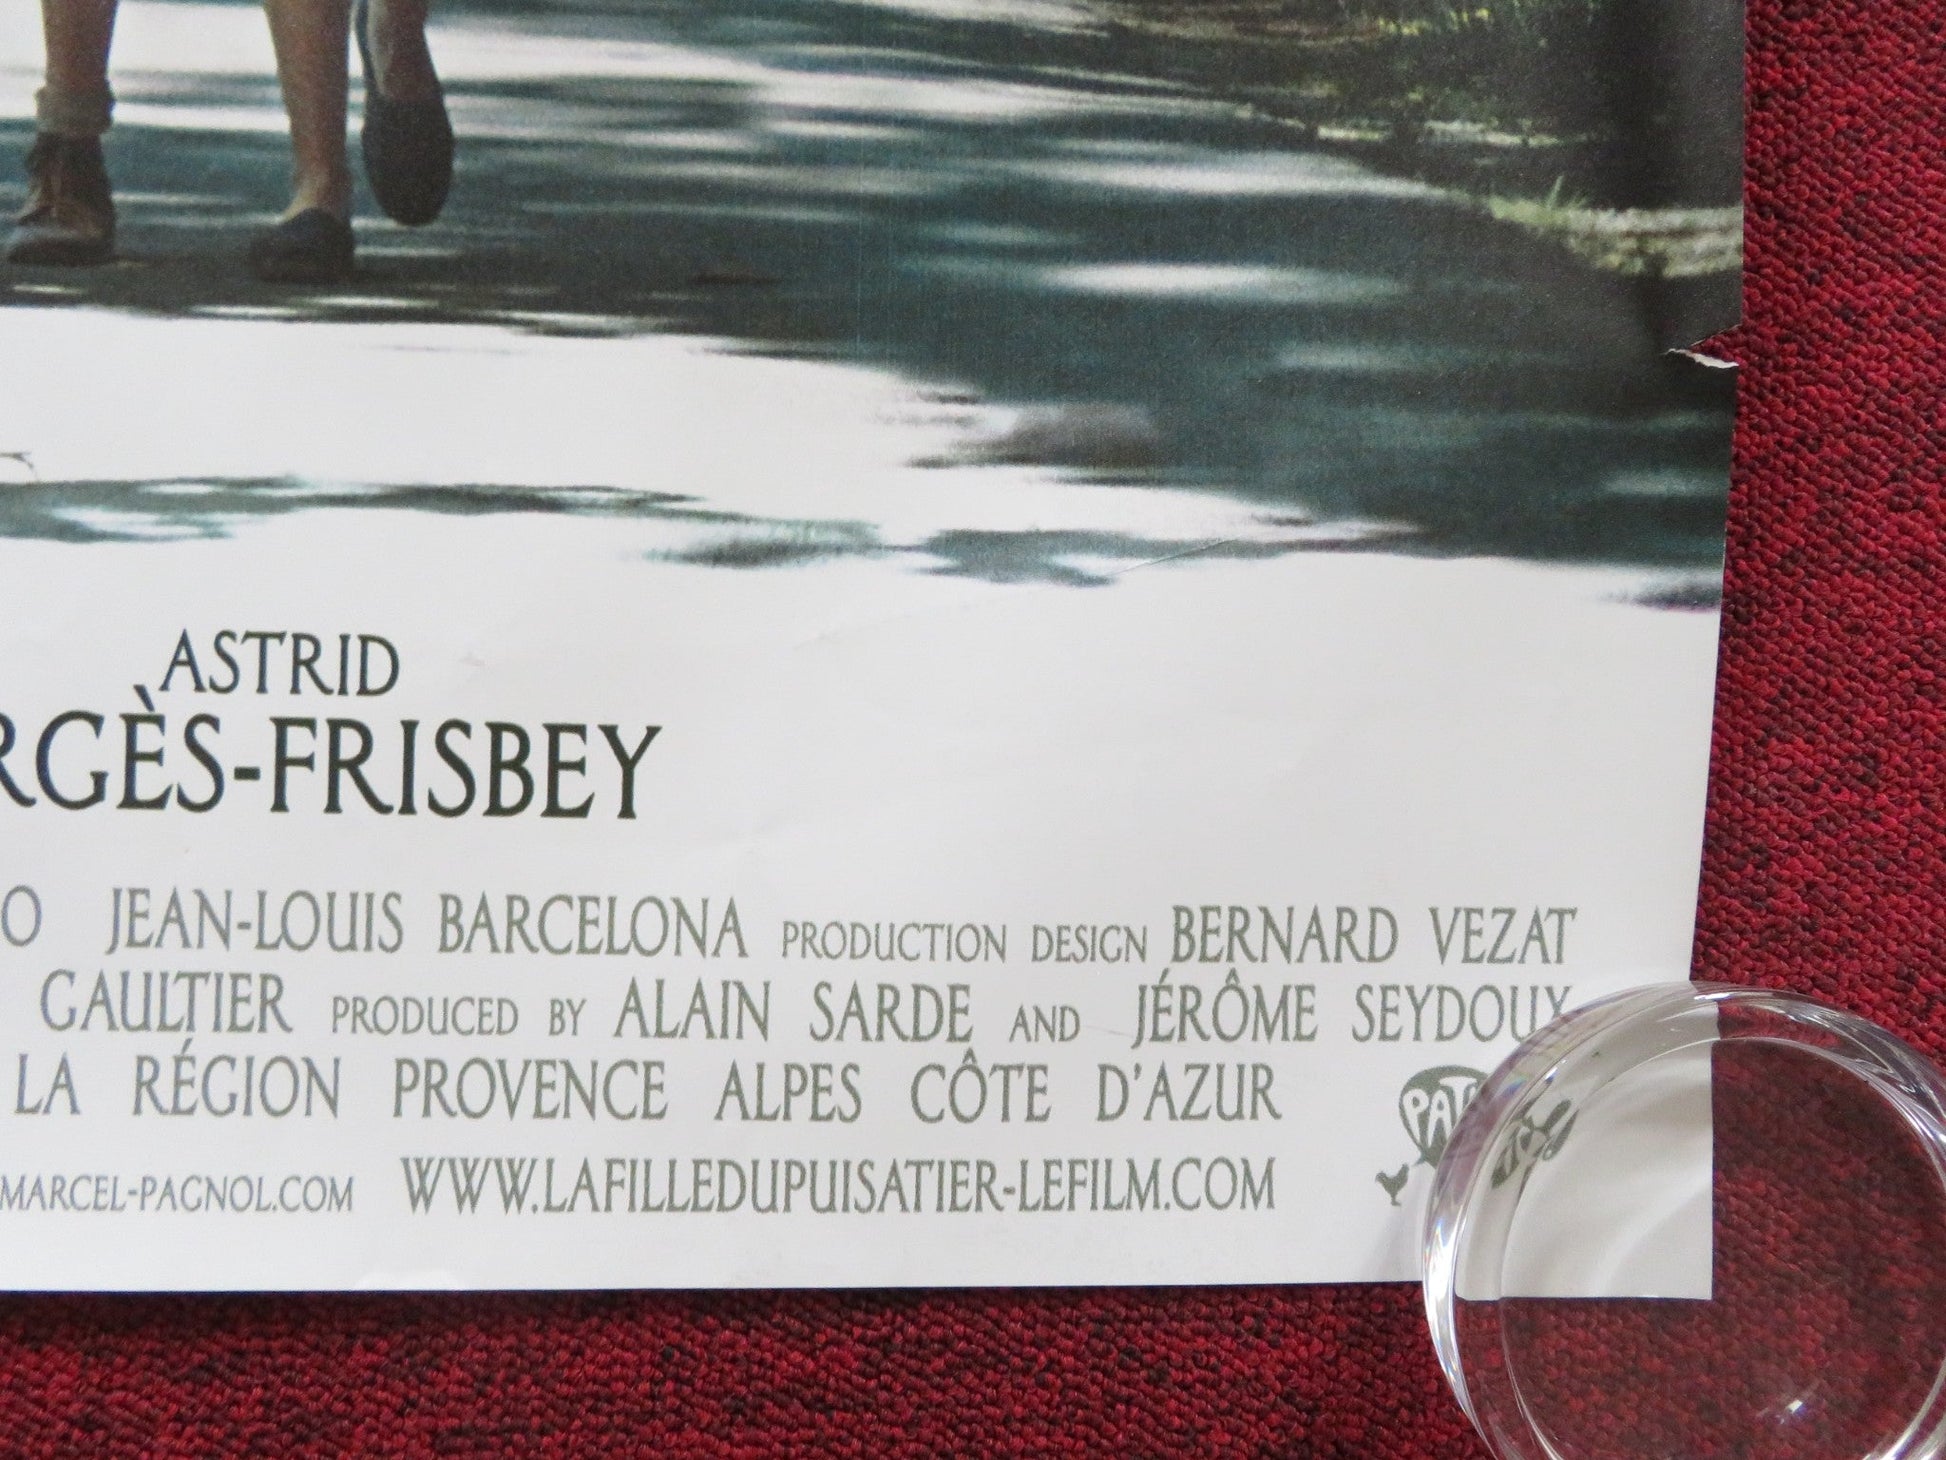 ASTRID
RGÈS-FRISBEY
O JEAN-LOUIS BARCELONA PRODUCTION DESIGN BERNARD VEZAT
GAULTIER PRODUCED BY ALAIN SARDE AND JÉRÔME SEYDOUX
LA RÉGION PROVENCE ALPES CÔTE D'AZUR
MARCEL-PAGNOL.COM WWW.LAFILLEDUPUISATIER-LEFILM.COM